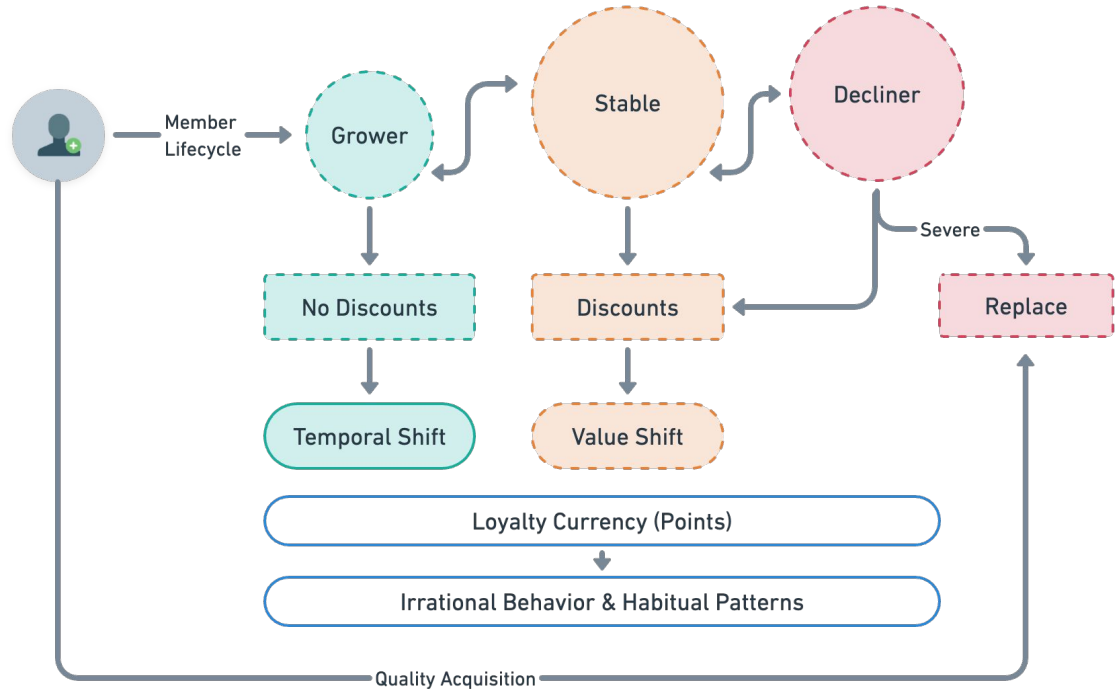 Member
Lifecycle
Grower
Stable
Decliner
Severe
No Discounts
Discounts
Replace
Temporal Shift
Value Shift
Loyalty Currency (Points)
Irrational Behavior & Habitual Patterns
Quality Acquisition